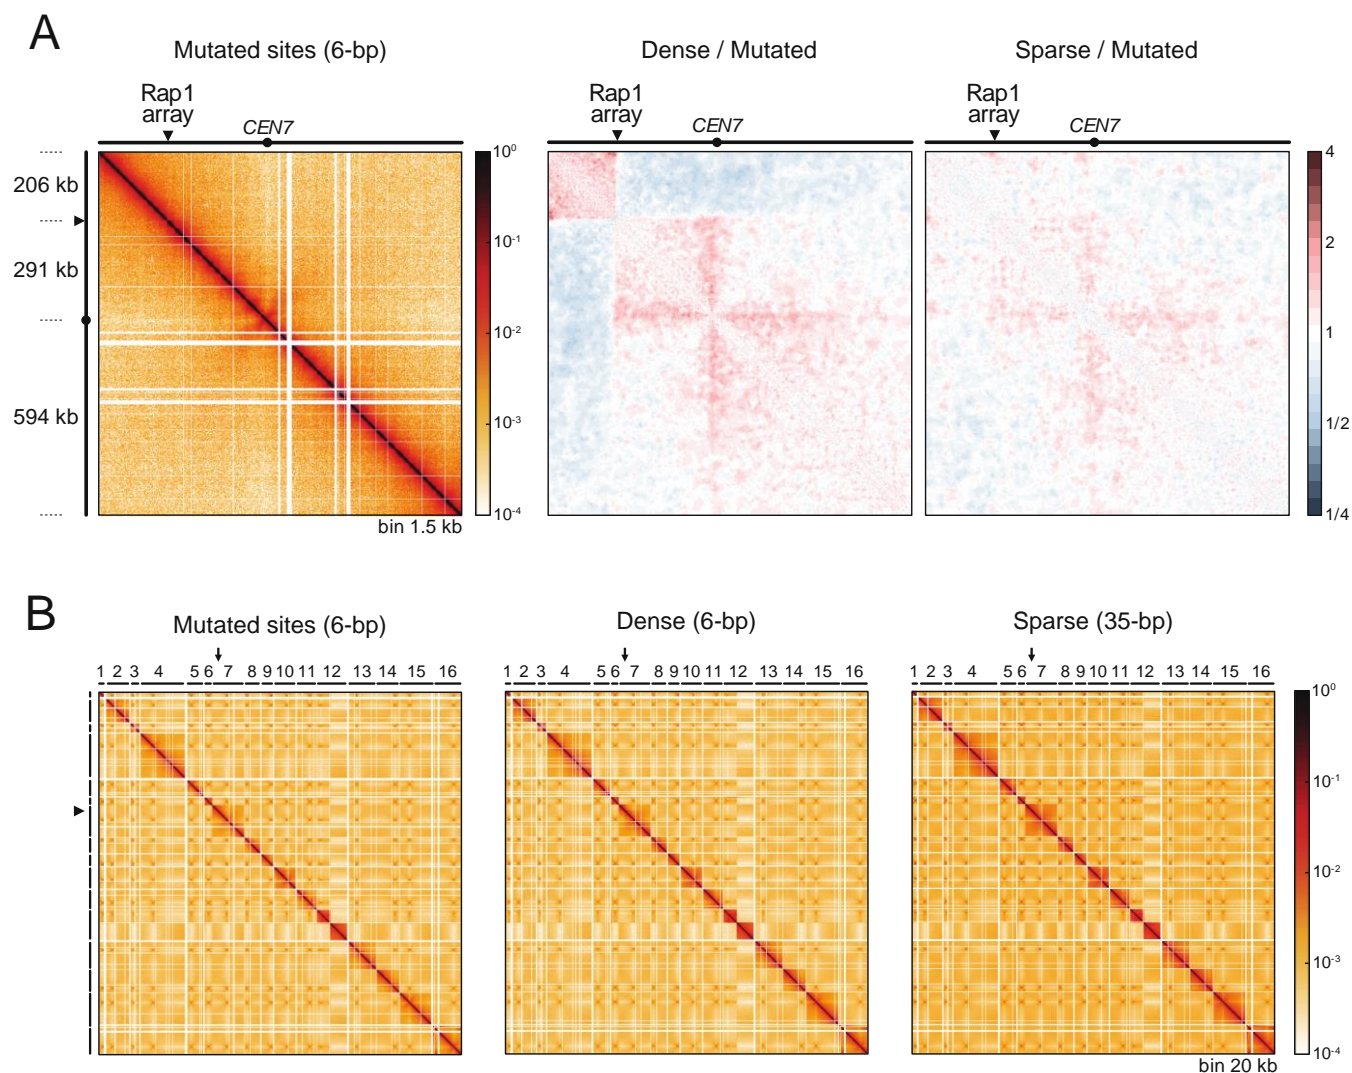 A
Mutated sites (6-bp)
Dense / Mutated
Sparse / Mutated
Rap1
array
CEN7
Rap1
array
CEN7
Rap1
array
CEN7
206 kb
291 kb
594 kb
10⁰
10⁻¹
10⁻²
10⁻³
10⁻⁴
bin 1.5 kb
4
2
1
1/2
1/4
B
Mutated sites (6-bp)
Dense (6-bp)
Sparse (35-bp)
1 2 3 4 5 6 7 8 9 10 11 12 13 14 15 16
1 2 3 4 5 6 7 8 9 10 11 12 13 14 15 16
1 2 3 4 5 6 7 8 9 10 11 12 13 14 15 16
10⁰
10⁻¹
10⁻²
10⁻³
10⁻⁴
bin 20 kb